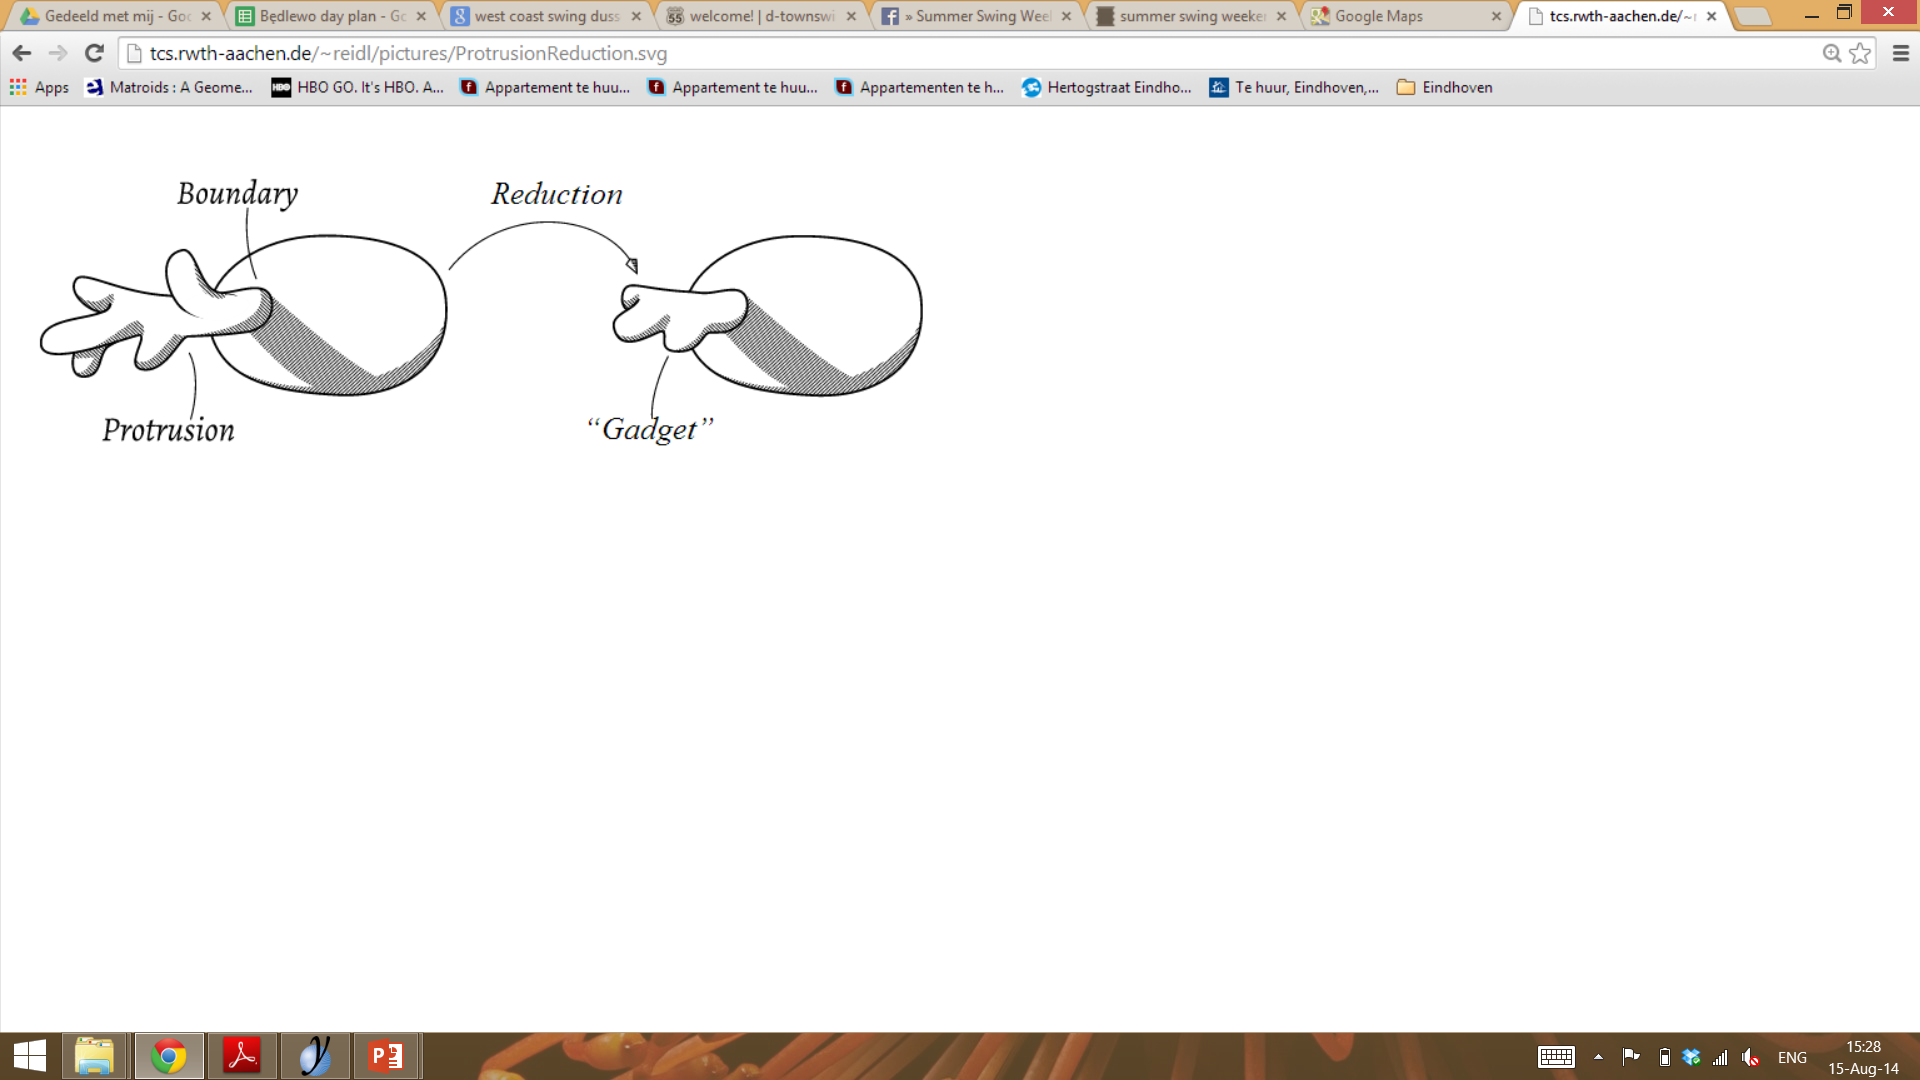 Gedeeld met mij - Goo
Będlewo day plan - Go
west coast swing duss
welcome! | d-townswi
» Summer Swing Wee
summer swing weeke
Google Maps
tcs.rwth-aachen.de/~r
tcs.rwth-aachen.de/~reidl/pictures/ProtrusionReduction.svg
Apps
Matroids : A Geome...
HBO GO. It's HBO. A...
Appartement te huu...
Appartement te huu...
Appartementen te h...
Hertogstraat Eindho...
Te huur, Eindhoven,...
Eindhoven
Boundary
Reduction
Protrusion
“Gadget”
ENG
15:28
15-Aug-14